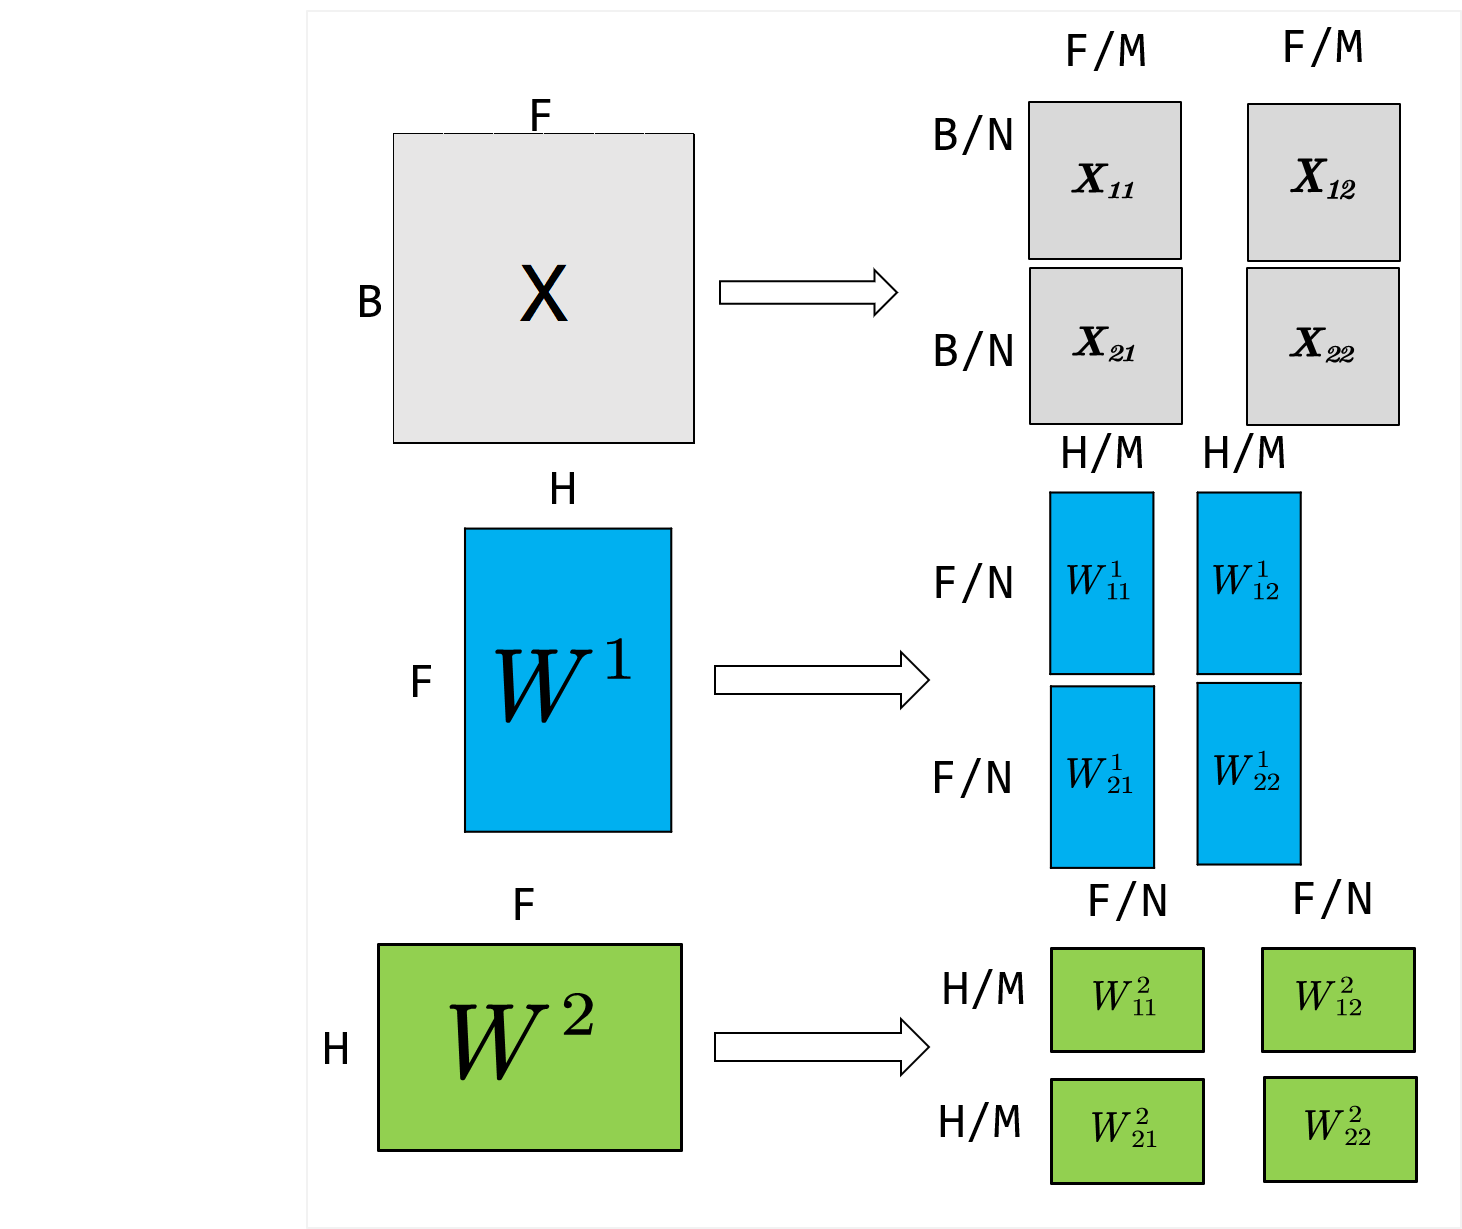 F
B
X
F/M F/M
B/N
X₁₁ X₁₂
B/N
X₂₁ X₂₂
H
F
W¹
H/M H/M
F/N
W¹₁₁ W¹₁₂
F/N
W¹₂₁ W¹₂₂
F
H
W²
F/N F/N
H/M
W²₁₁ W²₁₂
H/M
W²₂₁ W²₂₂